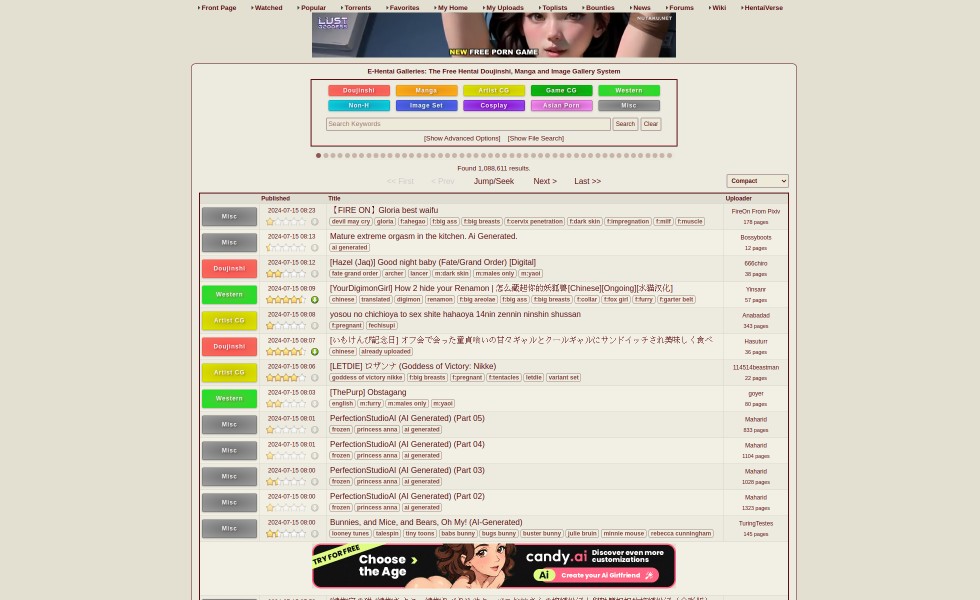 Front Page Watched Popular Torrents Favorites My Home My Uploads Toplists Bounties News Forums Wiki HentaiVerse
LUST
HUTAKU.NET
NEW FREE PORN GAME
E-Hentai Galleries: The Free Hentai Doujinshi, Manga and Image Gallery System
Doujinshi Manga Artist CG Game CG Western
Non-H Image Set Cosplay Asian Porn Misc
Search Keywords Search Clear
[Show Advanced Options] [Show File Search]
Found 1,088,611 results.
<< First < Prev Jump/Seek Next > Last >> Compact
Published Title Uploader
Misc 2024-07-15 08:23 【FIRE ON】Gloria best waifu FireOn From Pixiv
devil may cry gloria f:ahegao f:big ass f:big breasts f:cervix penetration f:dark skin f:impregnation f:milf f:muscle 178 pages
Misc 2024-07-15 08:13 Mature extreme orgasm in the kitchen. Ai Generated. Bossyboots
ai generated 12 pages
Doujinshi 2024-07-15 08:12 [Hazel (Jaq)] Good night baby (Fate/Grand Order) [Digital] 666chiro
fate grand order archer lancer m:dark skin m:males only m:yaoi 36 pages
Western 2024-07-15 08:09 [YourDigimonGirl] How 2 hide your Renamon | 怎么藏起你的妖狐兽[Chinese][Ongoing][水猫汉化] Yinsanr
chinese translated digimon renamon f:big areolae f:big ass f:big breasts f:collar f:fox girl f:furry f:garter belt 57 pages
Artist CG 2024-07-15 08:08 yosou no chichioya to sex shite hahaoya 14nin zennin ninshin shussan Anabadad
f:pregnant fechisupi 343 pages
Doujinshi 2024-07-15 08:07 [いもけんぴ記念日] オフ会で会った童貞喰いの甘々ギャルとクールギャルにサンドイッチされ美味しく食べ Hasuturr
chinese already uploaded 36 pages
Artist CG 2024-07-15 08:06 [LETDIE] ロザンナ (Goddess of Victory: Nikke) 114514beastman
goddess of victory nikke f:big breasts f:pregnant f:tentacles letdie variant set 22 pages
Western 2024-07-15 08:03 [ThePurp] Obstagang goyer
english m:furry m:males only m:yaoi 80 pages
Misc 2024-07-15 08:01 PerfectionStudioAI (AI Generated) (Part 05) Maharid
frozen princess anna ai generated 833 pages
Misc 2024-07-15 08:01 PerfectionStudioAI (AI Generated) (Part 04) Maharid
frozen princess anna ai generated 1104 pages
Misc 2024-07-15 08:00 PerfectionStudioAI (AI Generated) (Part 03) Maharid
frozen princess anna ai generated 1028 pages
Misc 2024-07-15 08:00 PerfectionStudioAI (AI Generated) (Part 02) Maharid
frozen princess anna ai generated 1323 pages
Misc 2024-07-15 08:00 Bunnies, and Mice, and Bears, Oh My! (AI-Generated) TuringTestes
looney tunes talespin tiny toons babs bunny bugs bunny buster bunny julie bruin minnie mouse rebecca cunningham 145 pages
TRY FOR FREE Choose the Age candy.ai Discover even more customizations
Ai Create your AI Girlfriend